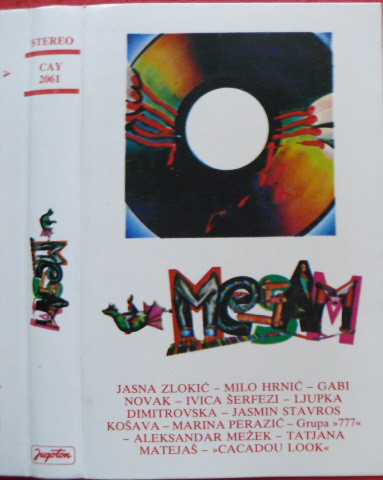 STEREO
CAY
2061
MESAM
jugoton
MESAM
JASNA ZLOKIĆ – MILO HRNIĆ – GABI
NOVAK – IVICA ŠERFEZI – LJUPKA
DIMITROVSKA – JASMIN STAVROS
KOŠAVA – MARINA PERAZIĆ – Grupa »777«
– ALEKSANDAR MEŽEK – TATJANA
MATEJAŠ – »CACADOU LOOK«